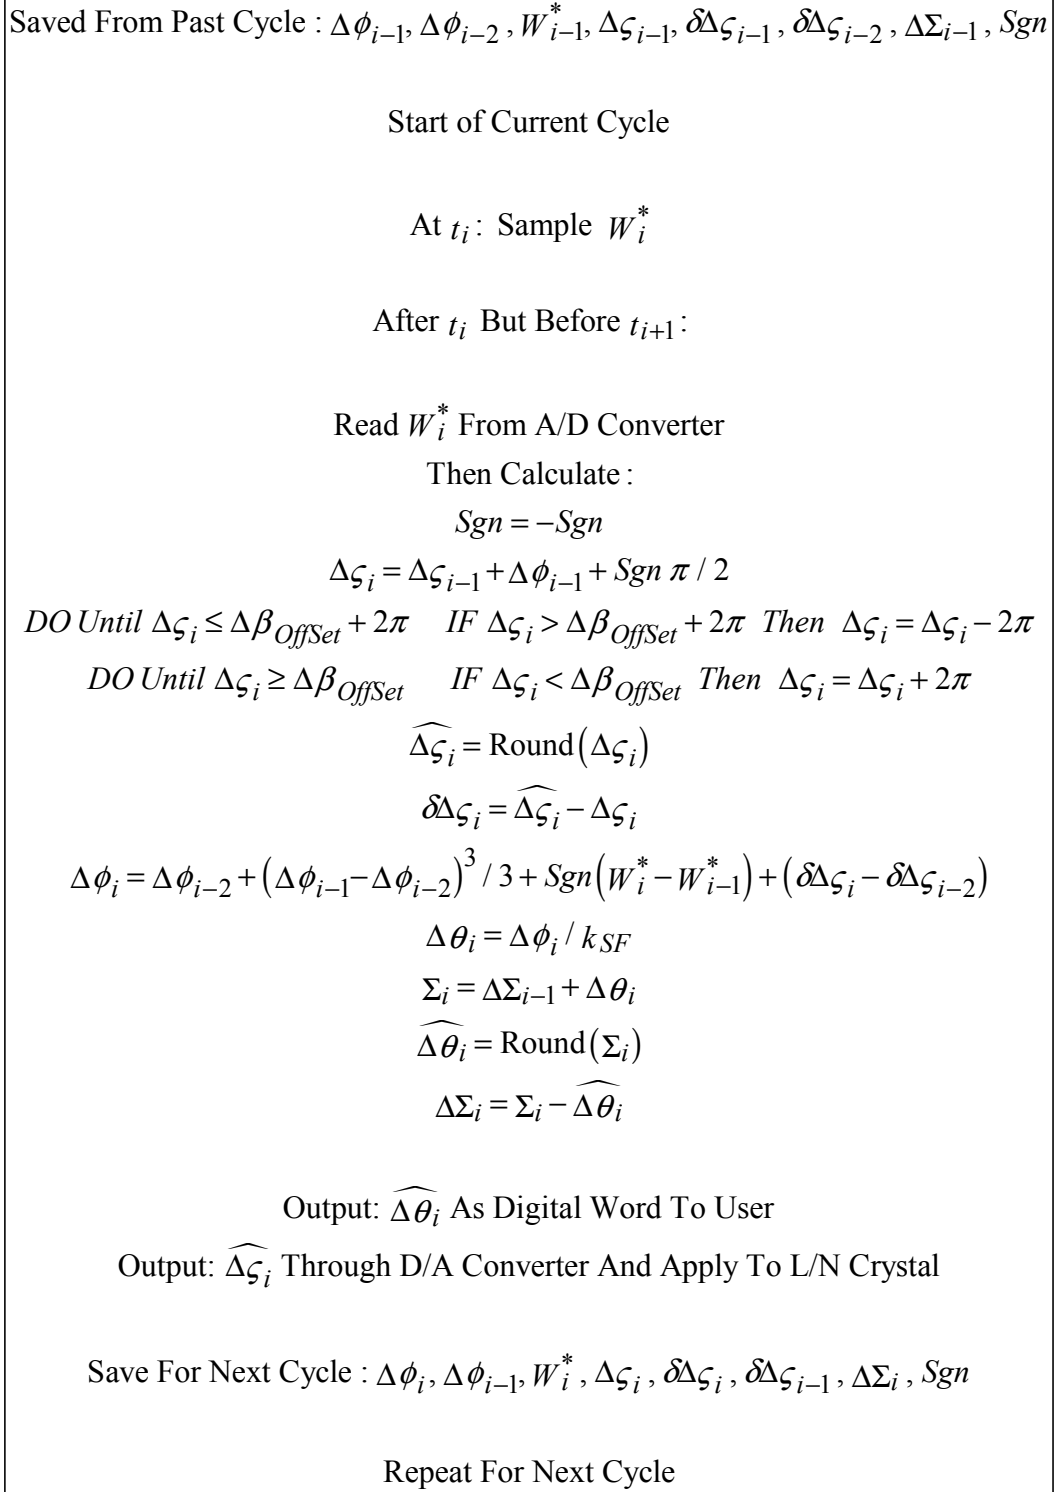 Saved From Past Cycle : Δϕ_{i−1}, Δϕ_{i−2}, W*_{i−1}, Δς_{i−1}, δΔς_{i−1}, δΔς_{i−2}, ΔΣ_{i−1}, Sgn
Start of Current Cycle
At t_i : Sample W*_i
After t_i But Before t_{i+1} :
Read W*_i From A/D Converter
Then Calculate :
Sgn = −Sgn
Δς_i = Δς_{i−1} + Δϕ_{i−1} + Sgn π / 2
DO Until Δς_i ≤ Δβ_{OffSet} + 2π IF Δς_i > Δβ_{OffSet} + 2π Then Δς_i = Δς_i − 2π
DO Until Δς_i ≥ Δβ_{OffSet} IF Δς_i < Δβ_{OffSet} Then Δς_i = Δς_i + 2π
\widehat{Δς_i} = Round(Δς_i)
δΔς_i = \widehat{Δς_i} − Δς_i
Δϕ_i = Δϕ_{i−2} + (Δϕ_{i−1} − Δϕ_{i−2})^3 / 3 + Sgn(W*_i − W*_{i−1}) + (δΔς_i − δΔς_{i−2})
Δθ_i = Δϕ_i / k_{SF}
Σ_i = ΔΣ_{i−1} + Δθ_i
\widehat{Δθ_i} = Round(Σ_i)
ΔΣ_i = Σ_i − \widehat{Δθ_i}
Output: \widehat{Δθ_i} As Digital Word To User
Output: \widehat{Δς_i} Through D/A Converter And Apply To L/N Crystal
Save For Next Cycle : Δϕ_i, Δϕ_{i−1}, W*_i, Δς_i, δΔς_i, δΔς_{i−1}, ΔΣ_i, Sgn
Repeat For Next Cycle